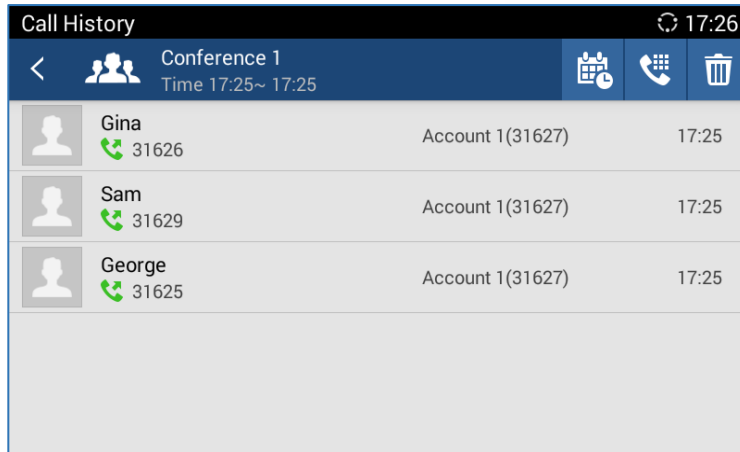 Call History 17:26
Conference 1
Time 17:25~ 17:25
Gina
31626 Account 1(31627) 17:25
Sam
31629 Account 1(31627) 17:25
George
31625 Account 1(31627) 17:25